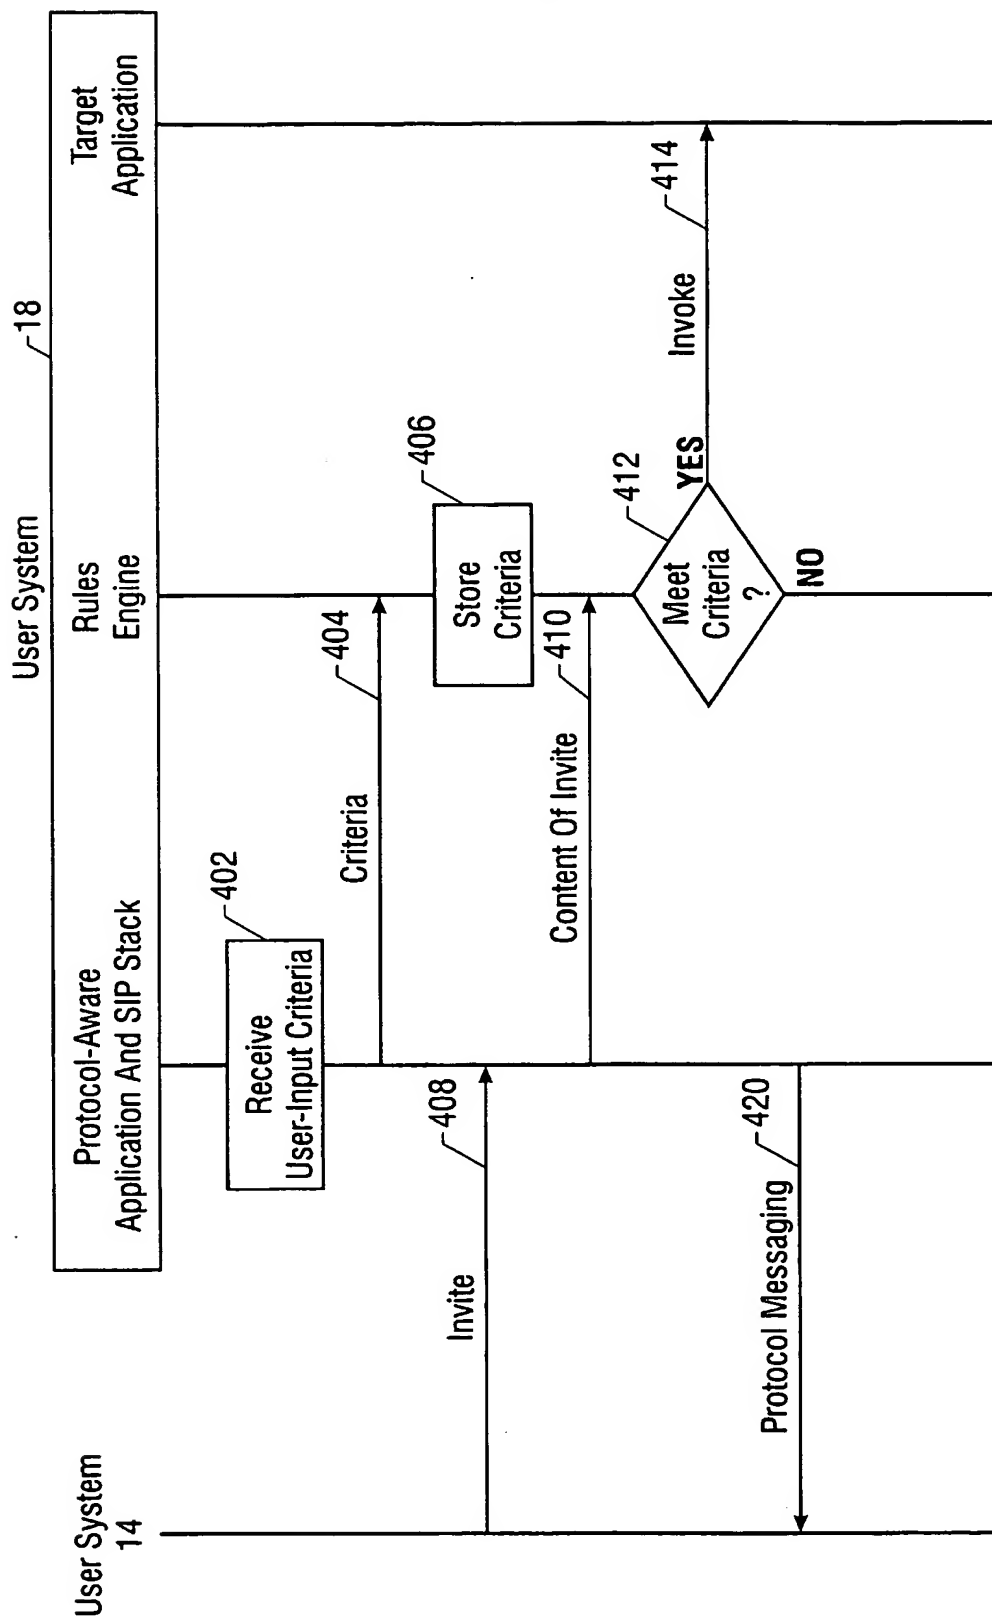 User System
18
User System
14
Protocol-Aware
Application And SIP Stack
Rules
Engine
Target
Application
Receive
User-Input Criteria
402
Criteria
404
Store
Criteria
406
Invite
408
Content Of Invite
410
Meet
Criteria
?
412
YES
NO
Invoke
414
Protocol Messaging
420